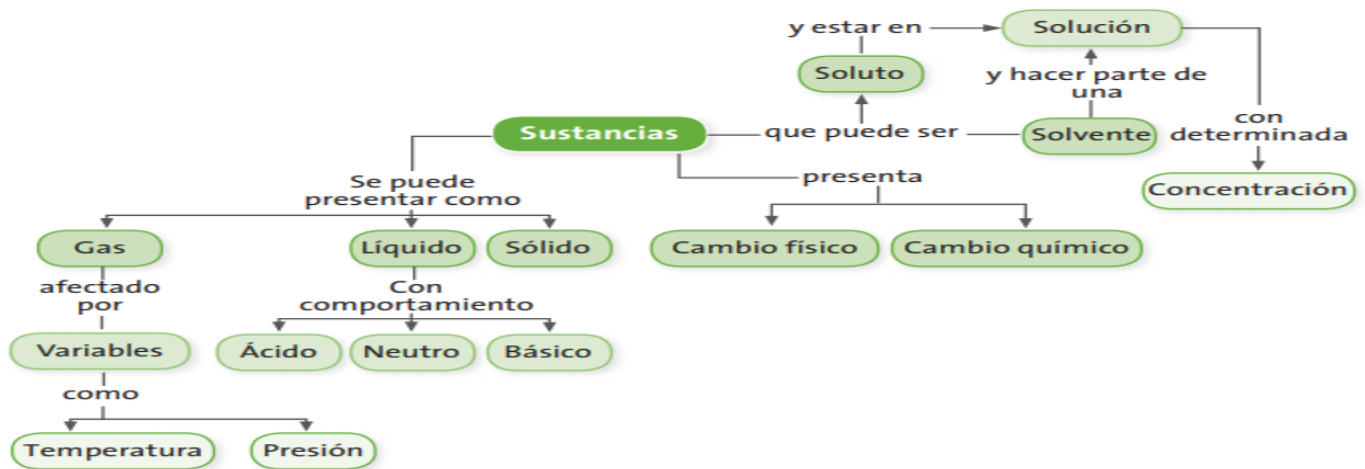 y estar en
Solución
Soluto
y hacer parte de
una
Sustancias
que puede ser
Solvente
con
determinada
Se puede
presentar como
presenta
Concentración
Gas
Líquido
Sólido
Cambio físico
Cambio químico
afectado
por
Con
comportamiento
Variables
Ácido
Neutro
Básico
como
Temperatura
Presión